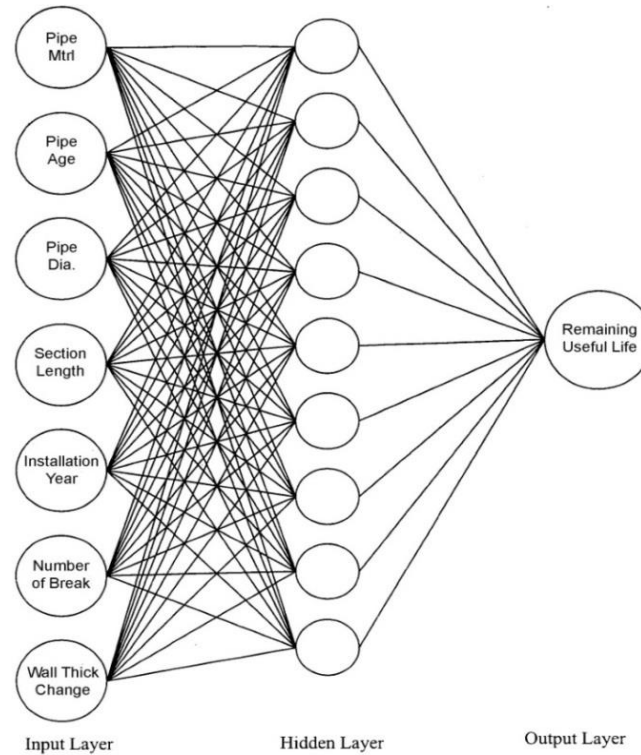 Pipe
Mtrl
Pipe
Age
Pipe
Dia.
Section
Length
Installation
Year
Number
of Break
Wall Thick
Change
Remaining
Useful Life
Input Layer
Hidden Layer
Output Layer